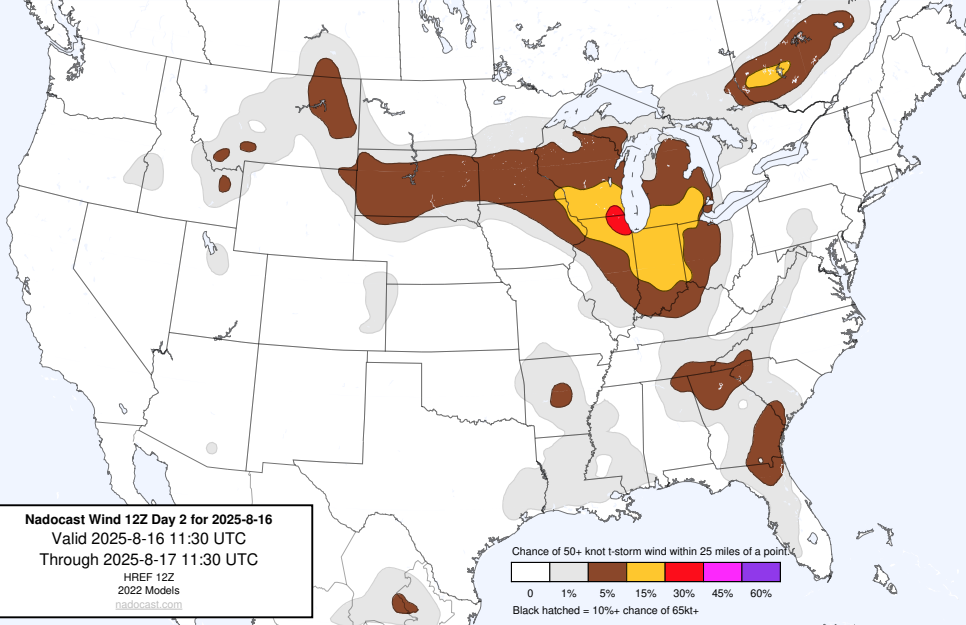 Nadocast Wind 12Z Day 2 for 2025-8-16
Valid 2025-8-16 11:30 UTC
Through 2025-8-17 11:30 UTC
HREF 12Z
2022 Models
nadocast.com
Chance of 50+ knot t-storm wind within 25 miles of a point.
0 1% 5% 15% 30% 45% 60%
Black hatched = 10%+ chance of 65kt+